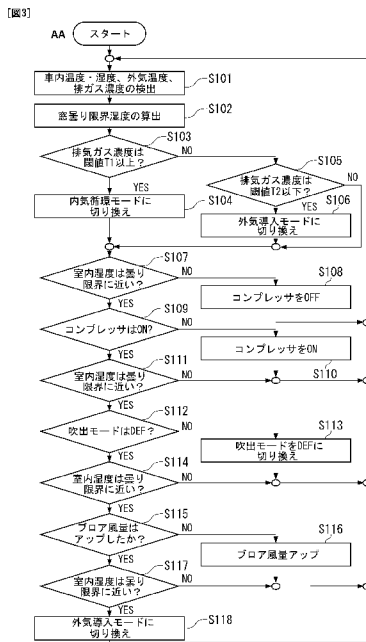 [図3]
AA
スタート
車内温度・湿度、外気温度、
排ガス濃度の検出
S101
窓曇り限界湿度の算出
S102
排気ガス濃度は
閾値T1以上?
S103
NO
YES
内気循環モードに
切り換え
S104
排気ガス濃度は
閾値T2以下?
S105
NO
YES
外気導入モードに
切り換え
S106
室内湿度は曇り
限界に近い?
S107
NO
YES
コンプレッサをOFF
S108
コンプレッサはON?
S109
NO
YES
コンプレッサをON
S110
室内湿度は曇り
限界に近い?
S111
NO
YES
吹出モードはDEF?
S112
NO
YES
吹出モードをDEFに
切り換え
S113
室内湿度は曇り
限界に近い?
S114
NO
YES
ブロア風量は
アップしたか?
S115
NO
YES
ブロア風量アップ
S116
室内湿度は曇り
限界に近い?
S117
NO
YES
外気導入モードに
切り換え
S118